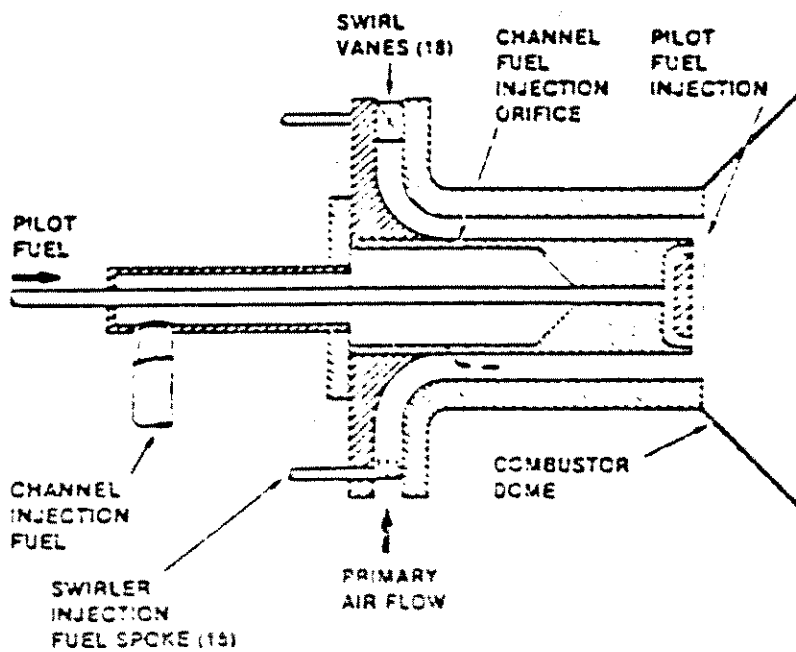 SWIRL
VANES (18)
CHANNEL
FUEL
INJECTION
ORIFICE
PILOT
FUEL
INJECTION
PILOT
FUEL
CHANNEL
INJECTION
FUEL
SWIRLER
INJECTION
FUEL SPOKE (15)
PRIMARY
AIR FLOW
COMBUSTOR
DOME